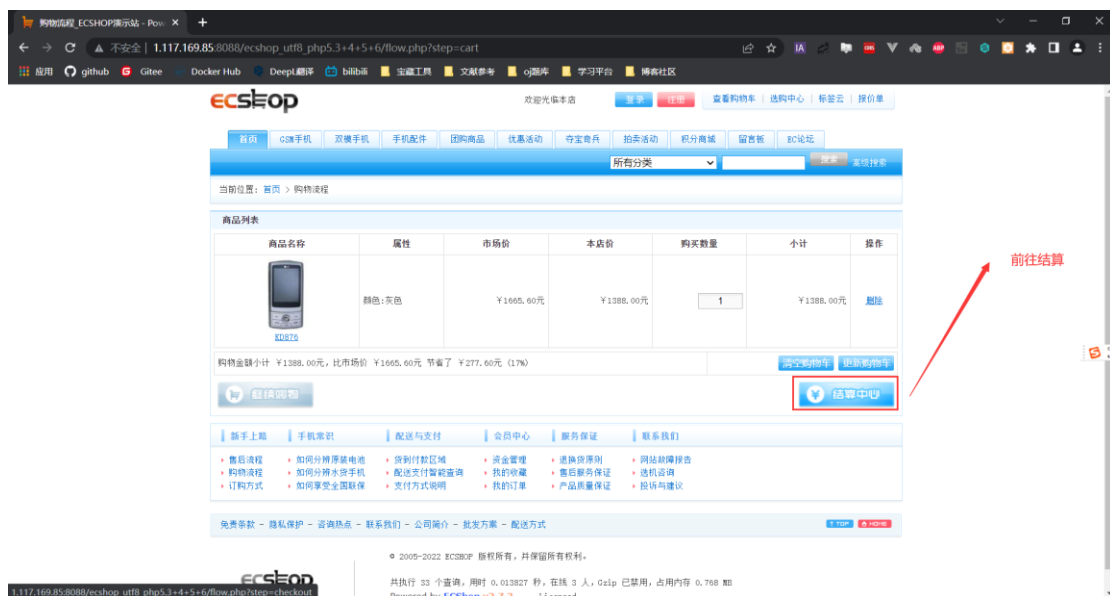 购物流程_ECSHOP演示站 - Pow
不安全 | 1.117.169.85:8088/ecshop_utf8_php5.3+4+5+6/flow.php?step=cart
应用 github Gitee Docker Hub DeepL翻译 bilibili 宝藏工具 文献参考 oj题库 学习平台 博客社区
ecshop 欢迎光临本店 登录 注册 查看购物车 | 选购中心 | 标签云 | 报价单
首页 GSM手机 双模手机 手机配件 团购商品 优惠活动 夺宝奇兵 拍卖活动 积分商城 留言板 EC论坛
所有分类 搜索 高级搜索
当前位置: 首页 > 购物流程
商品列表
商品名称 属性 市场价 本店价 购买数量 小计 操作
颜色:灰色 ¥1665.60元 ¥1388.00元 1 ¥1388.00元 删除
KD876
前往结算
购物金额小计 ¥1388.00元，比市场价 ¥1665.60元 节省了 ¥277.60元 (17%) 清空购物车 更新购物车
继续购物 结算中心
新手上路 手机常识 配送与支付 会员中心 服务保证 联系我们
售后流程 如何分辨原装电池 货到付款区域 资金管理 退换货原则 网站故障报告
购物流程 如何分辨水货手机 配送支付智能查询 我的收藏 售后服务保证 选机咨询
订购方式 如何享受全国联保 支付方式说明 我的订单 产品质量保证 投诉与建议
免责条款 - 隐私保护 - 咨询热点 - 联系我们 - 公司简介 - 批发方案 - 配送方式 TOP HOME
© 2005-2022 ECSHOP 版权所有，并保留所有权利。
ecshop
共执行 33 个查询，用时 0.013827 秒，在线 3 人，Gzip 已禁用，占用内存 0.768 MB
1.117.169.85:8088/ecshop_utf8_php5.3+4+5+6/flow.php?step=checkout